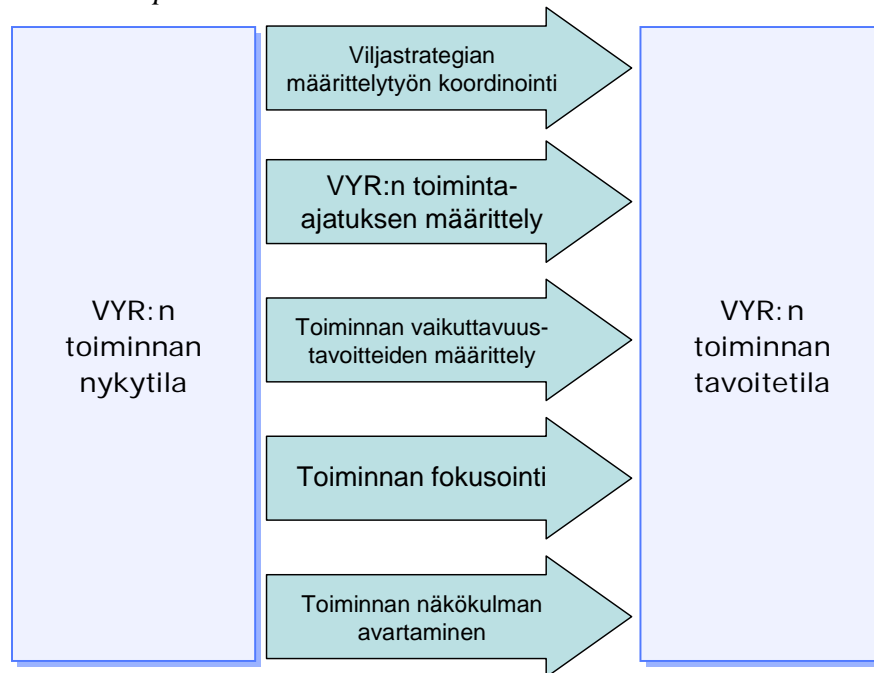 VYR:n
toiminnan
nykytila
Viljastrategian
määrittelytyön koordinointi
VYR:n toiminta-
ajatuksen määrittely
Toiminnan vaikuttavuus-
tavoitteiden määrittely
Toiminnan fokusointi
Toiminnan näkökulman
avartaminen
VYR:n
toiminnan
tavoitetila